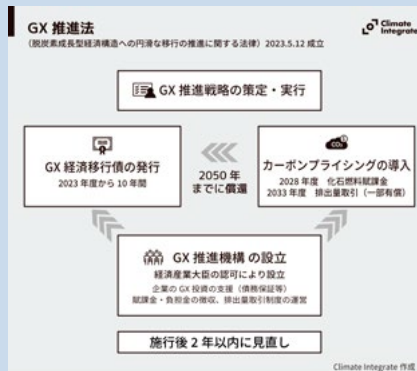 GX 推進法
（脱炭素成長型経済構造への円滑な移行の推進に関する法律）2023.5.12 成立
Climate
Integrate
GX 推進戦略の策定・実行
GX 経済移行債の発行
2023 年度から 10 年間
2050 年
までに償還
CO₂
カーボンプライシングの導入
2028 年度 化石燃料賦課金
2033 年度 排出量取引（一部有償）
GX 推進機構 の設立
経済産業大臣の認可により設立
企業の GX 投資の支援（債務保証等）
賦課金・負担金の徴収、排出量取引制度の運営
施行後 2 年以内に見直し
Climate Integrate 作成